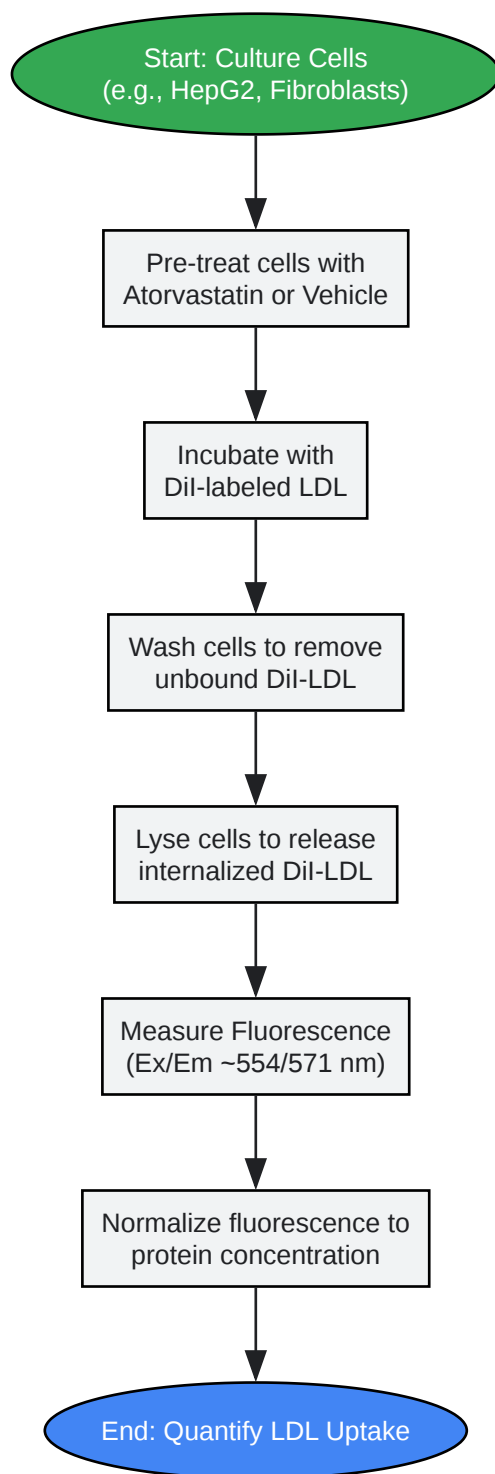 Start: Culture Cells
(e.g., HepG2, Fibroblasts)
Pre-treat cells with
Atorvastatin or Vehicle
Incubate with
DiI-labeled LDL
Wash cells to remove
unbound DiI-LDL
Lyse cells to release
internalized DiI-LDL
Measure Fluorescence
(Ex/Em ~554/571 nm)
Normalize fluorescence to
protein concentration
End: Quantify LDL Uptake